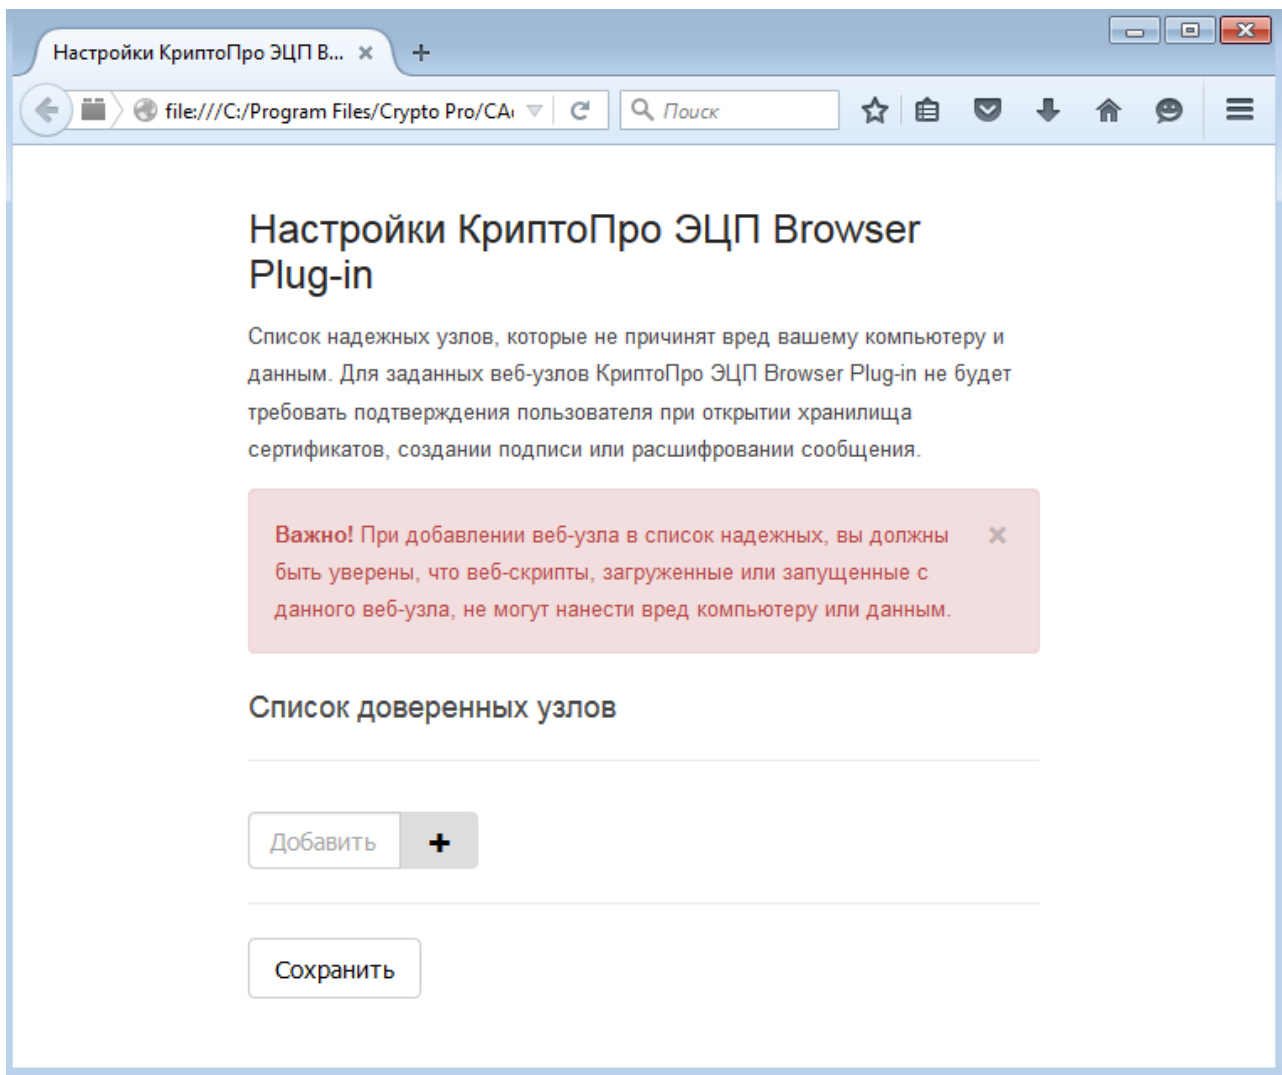 Настройки КриптоПро ЭЦП В...
file:///C:/Program Files/Crypto Pro/CA
Поиск
Настройки КриптоПро ЭЦП Browser
Plug-in
Список надежных узлов, которые не причинят вред вашему компьютеру и
данным. Для заданных веб-узлов КриптоПро ЭЦП Browser Plug-in не будет
требовать подтверждения пользователя при открытии хранилища
сертификатов, создании подписи или расшифровании сообщения.
Важно! При добавлении веб-узла в список надежных, вы должны
быть уверены, что веб-скрипты, загруженные или запущенные с
данного веб-узла, не могут нанести вред компьютеру или данным.
Список доверенных узлов
Добавить
Сохранить